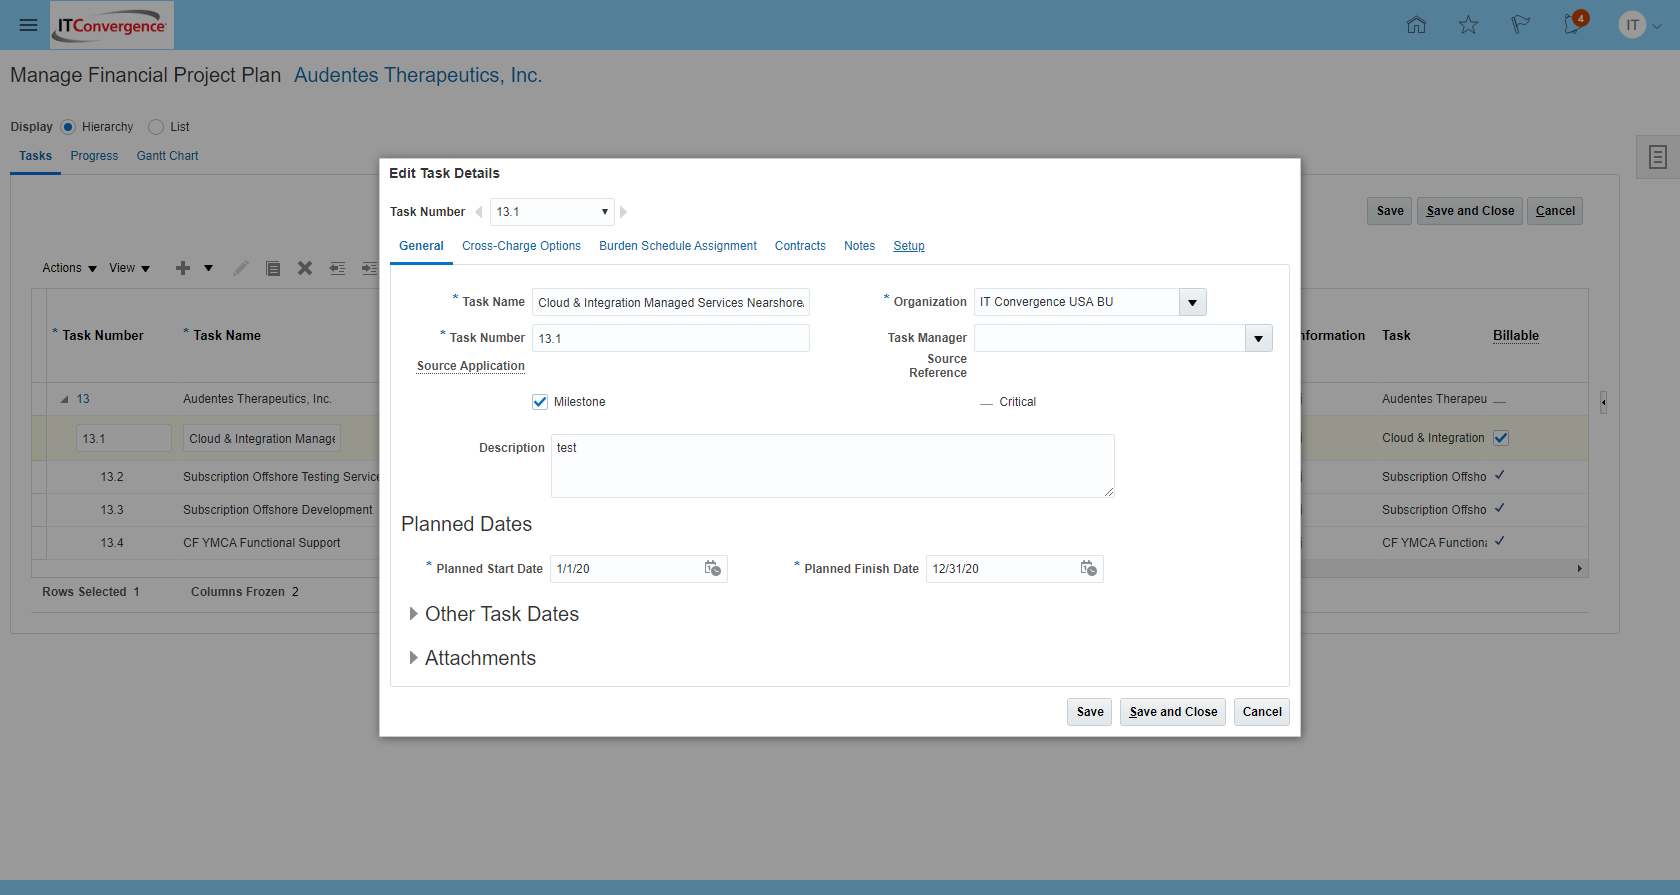 ITConvergence
4
IT
Manage Financial Project Plan Audentes Therapeutics, Inc.
Display Hierarchy List
Tasks Progress Gantt Chart
Save Save and Close Cancel
Actions View
* Task Number * Task Name
Task Billable
13 Audentes Therapeutics, Inc. Audentes Therapeu
13.1 Cloud & Integration Manage Cloud & Integration
13.2 Subscription Offshore Testing Service Subscription Offsho
13.3 Subscription Offshore Development Subscription Offsho
13.4 CF YMCA Functional Support CF YMCA Functiona
Rows Selected 1 Columns Frozen 2
Edit Task Details
Task Number 13.1
General Cross-Charge Options Burden Schedule Assignment Contracts Notes Setup
* Task Name Cloud & Integration Managed Services Nearshore * Organization IT Convergence USA BU
* Task Number 13.1 Task Manager
Source Application Source
Reference
Milestone Critical
Description test
Planned Dates
* Planned Start Date 1/1/20 * Planned Finish Date 12/31/20
Other Task Dates
Attachments
Save Save and Close Cancel